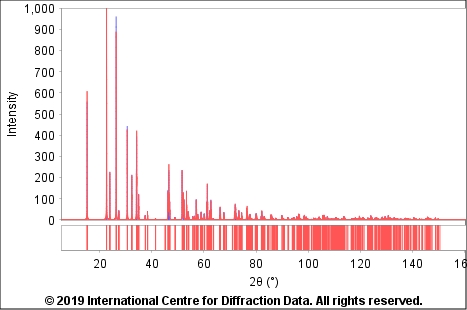 1,000
900
800
700
600
500
400
300
200
100
0
Intensity
20 40 60 80 100 120 140 16
2θ (°)
© 2019 International Centre for Diffraction Data. All rights reserved.